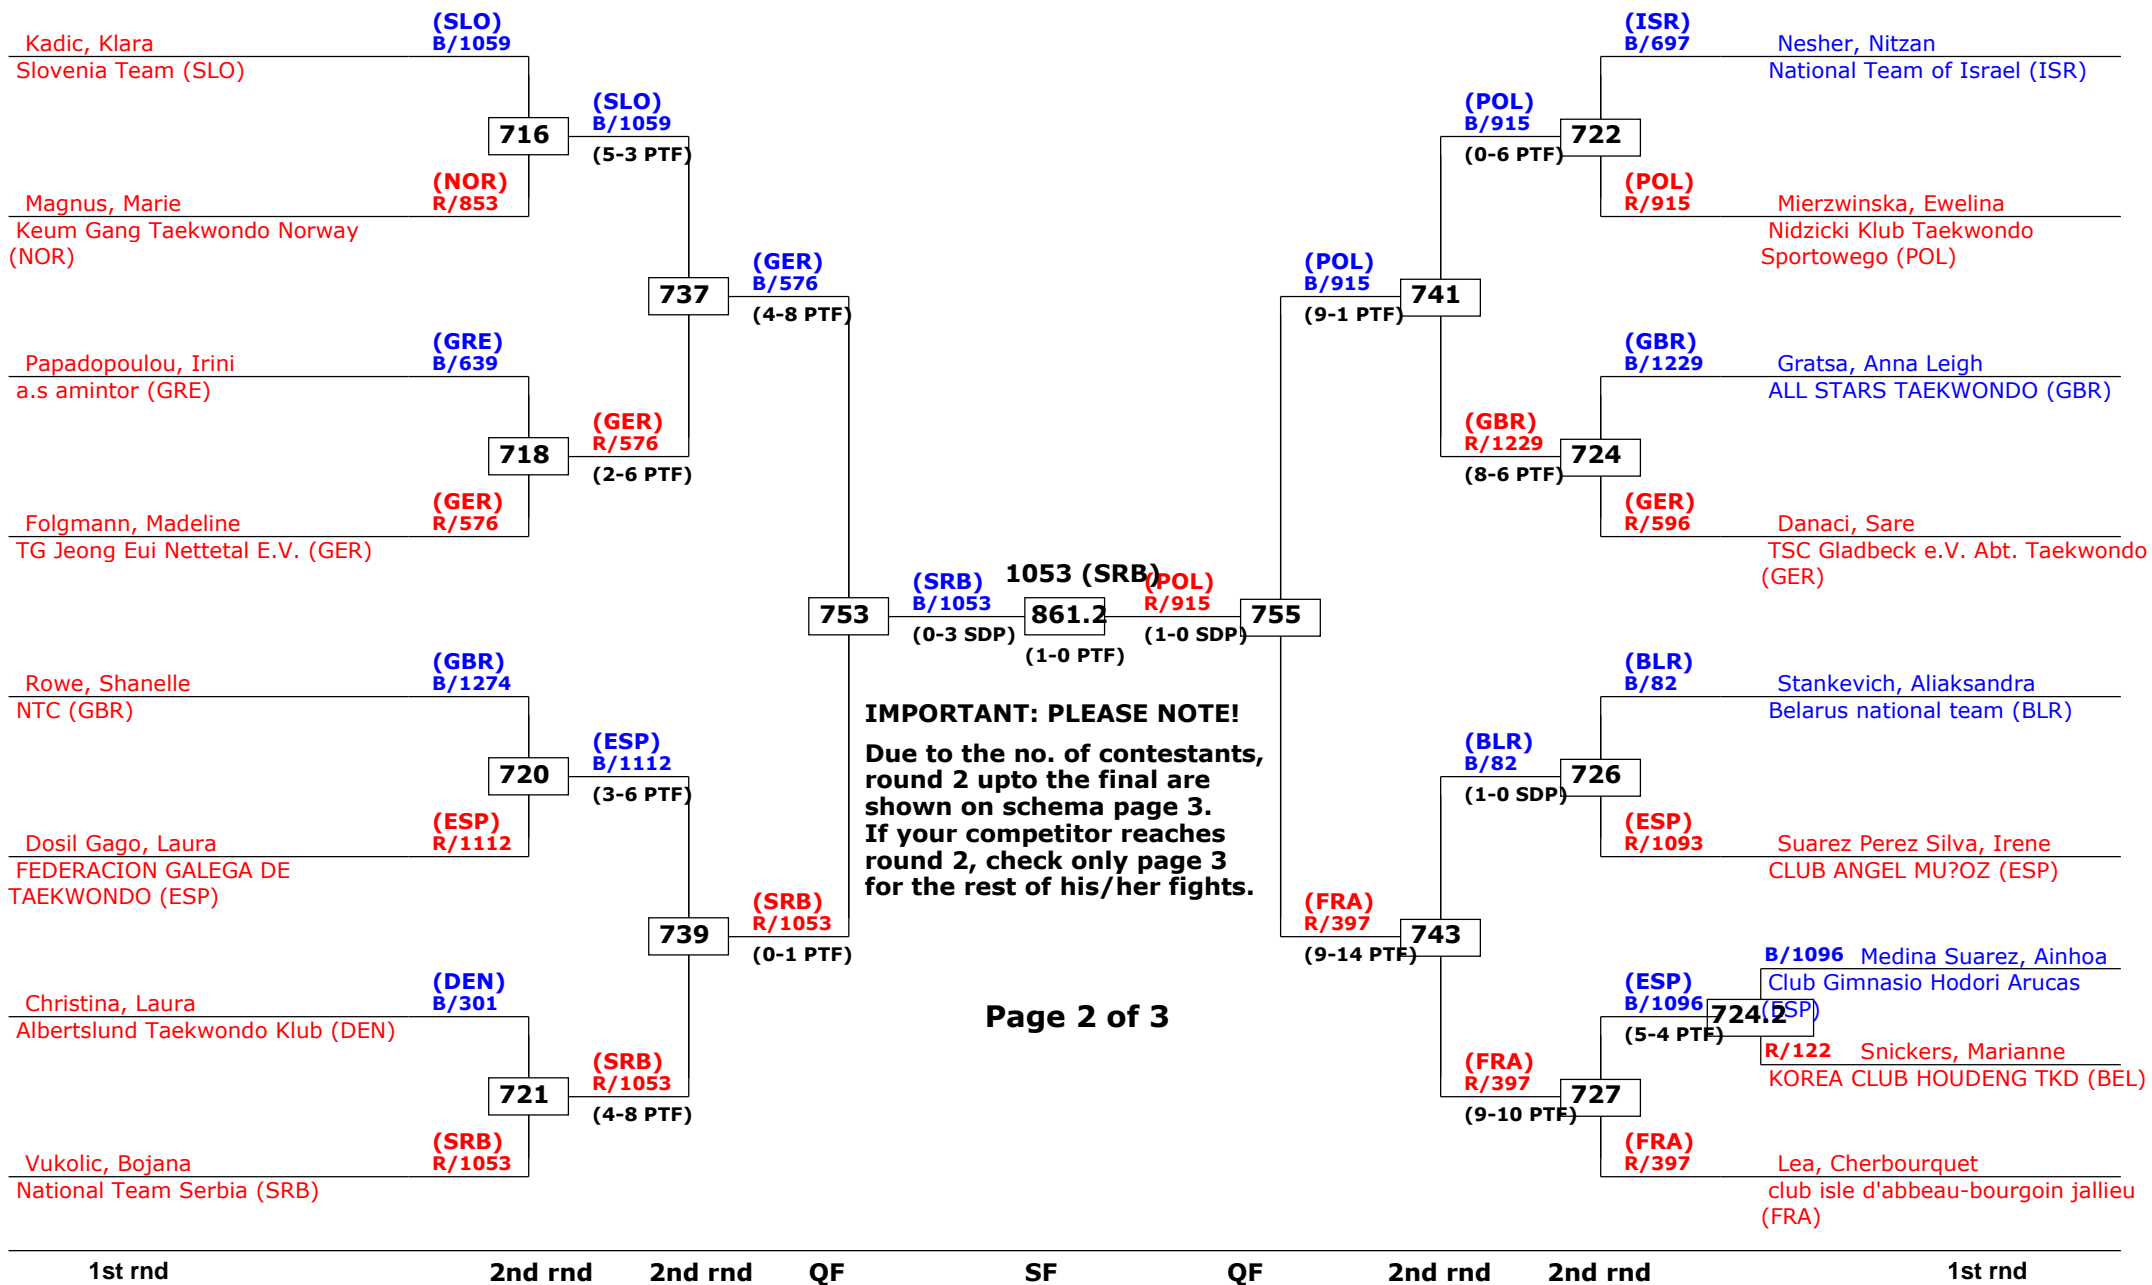 Kadic, Klara
Slovenia Team (SLO)
(SLO)
B/1059
716
(SLO)
B/1059
(5-3 PTF)
Magnus, Marie
Keum Gang Taekwondo Norway
(NOR)
(NOR)
R/853
737
(GER)
B/576
(4-8 PTF)
Papadopoulou, Irini
a.s amintor (GRE)
(GRE)
B/639
718
(GER)
R/576
(2-6 PTF)
Folgmann, Madeline
TG Jeong Eui Nettetal E.V. (GER)
(GER)
R/576
753
(SRB)
B/1053
(0-3 SDP)
Rowe, Shanelle
NTC (GBR)
(GBR)
B/1274
720
(ESP)
B/1112
(3-6 PTF)
Dosil Gago, Laura
FEDERACION GALEGA DE
TAEKWONDO (ESP)
(ESP)
R/1112
739
(SRB)
R/1053
(0-1 PTF)
Christina, Laura
Albertslund Taekwondo Klub (DEN)
(DEN)
B/301
721
(SRB)
R/1053
(4-8 PTF)
Vukolic, Bojana
National Team Serbia (SRB)
(SRB)
R/1053
1053 (SRB)
861.2
(1-0 PTF)
IMPORTANT: PLEASE NOTE!
Due to the no. of contestants,
round 2 upto the final are
shown on schema page 3.
If your competitor reaches
round 2, check only page 3
for the rest of his/her fights.
Page 2 of 3
(POL)
R/915
(1-0 SDP)
755
(ISR)
B/697
Nesher, Nitzan
National Team of Israel (ISR)
(POL)
B/915
(0-6 PTF)
722
(POL)
R/915
Mierzwinska, Ewelina
Nidzicki Klub Taekwondo
Sportowego (POL)
(POL)
B/915
(9-1 PTF)
741
(GBR)
B/1229
Gratsa, Anna Leigh
ALL STARS TAEKWONDO (GBR)
(GBR)
R/1229
(8-6 PTF)
724
(GER)
R/596
Danaci, Sare
TSC Gladbeck e.V. Abt. Taekwondo
(GER)
(BLR)
B/82
Stankevich, Aliaksandra
Belarus national team (BLR)
(BLR)
B/82
(1-0 SDP)
726
(ESP)
R/1093
Suarez Perez Silva, Irene
CLUB ANGEL MU?OZ (ESP)
(FRA)
R/397
(9-14 PTF)
743
B/1096 Medina Suarez, Ainhoa
Club Gimnasio Hodori Arucas
(ESP)
(ESP)
B/1096
(5-4 PTF)
724.2
R/122 Snickers, Marianne
KOREA CLUB HOUDENG TKD (BEL)
(FRA)
R/397
(9-10 PTF)
727
(FRA)
R/397
Lea, Cherbourquet
club isle d'abbeau-bourgoin jallieu
(FRA)
1st rnd 2nd rnd 2nd rnd QF SF QF 2nd rnd 2nd rnd 1st rnd